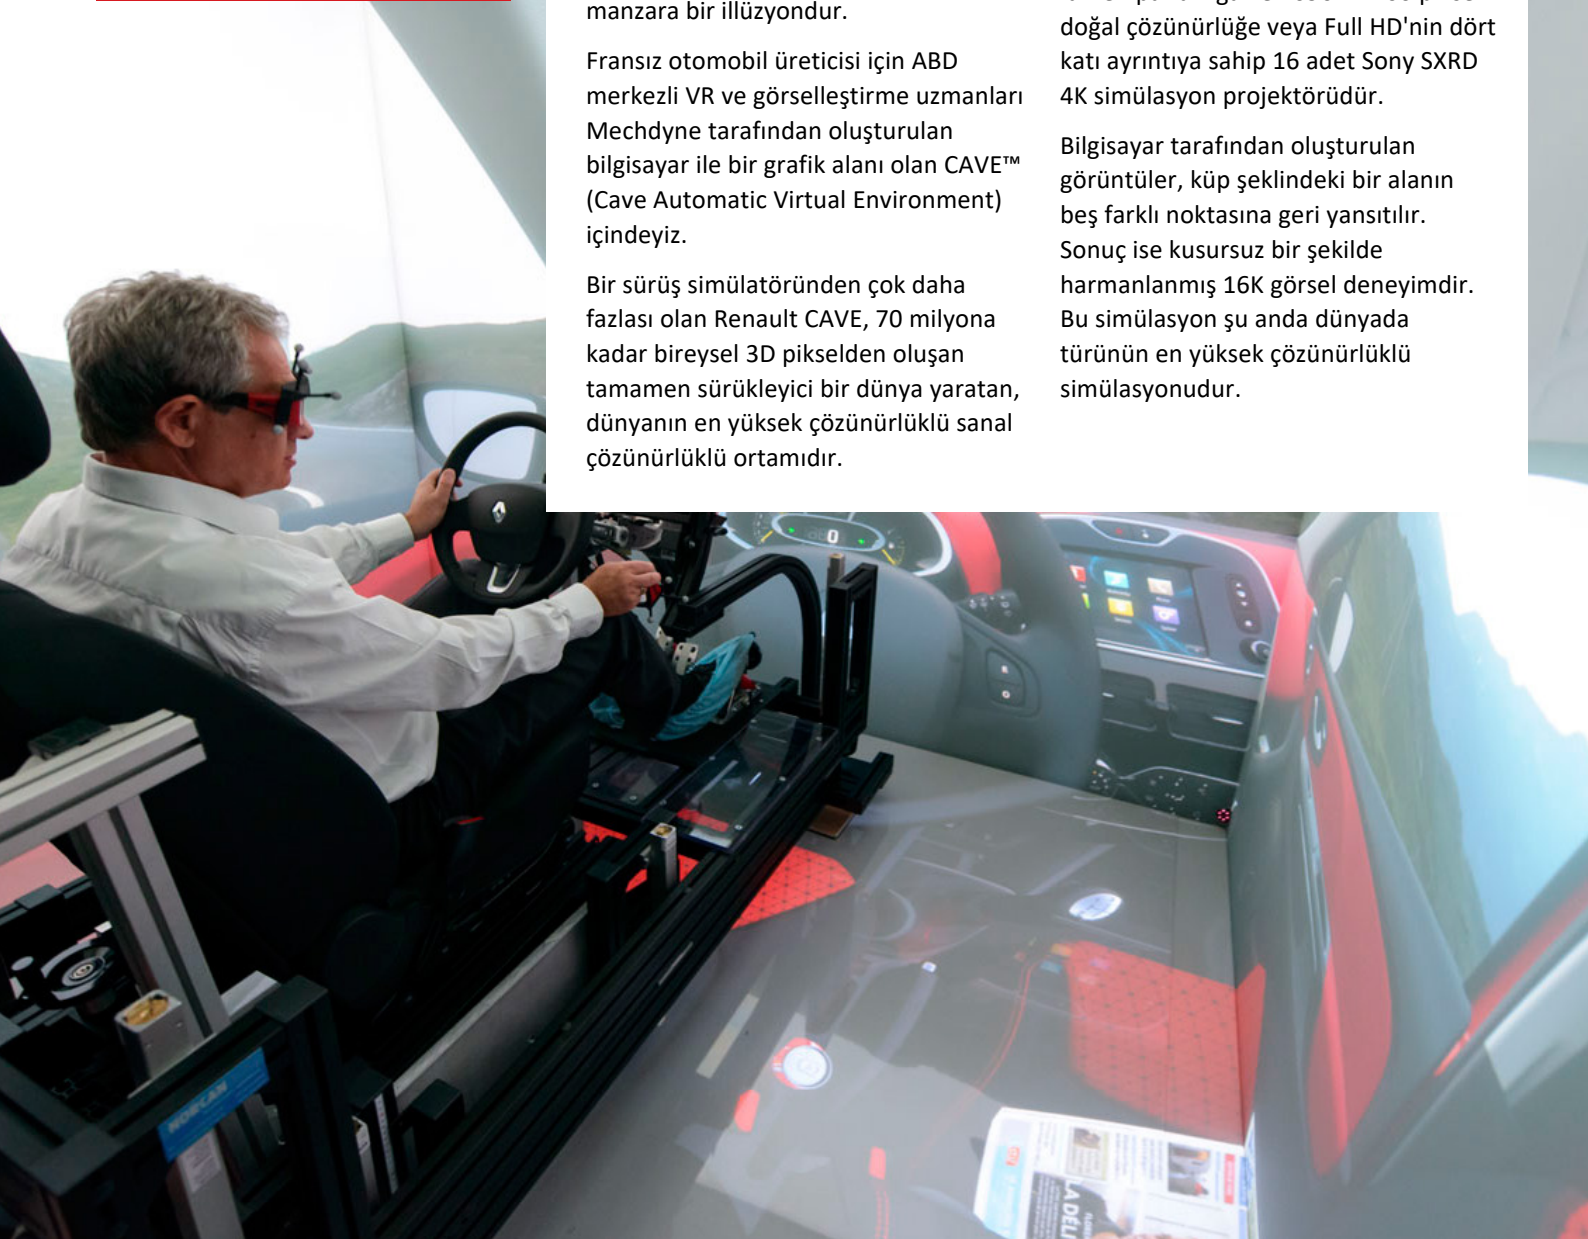 manzara bir illüzyondur.
Fransız otomobil üreticisi için ABD
merkezli VR ve görselleştirme uzmanları
Mechdyne tarafından oluşturulan
bilgisayar ile bir grafik alanı olan CAVE™
(Cave Automatic Virtual Environment)
içindeyiz.
Bir sürüş simülatöründen çok daha
fazlası olan Renault CAVE, 70 milyona
kadar bireysel 3D pikselden oluşan
tamamen sürükleyici bir dünya yaratan,
dünyanın en yüksek çözünürlüklü sanal
çözünürlüklü ortamıdır.
doğal çözünürlüğe veya Full HD'nin dört
katı ayrıntıya sahip 16 adet Sony SXRD
4K simülasyon projektörüdür.
Bilgisayar tarafından oluşturulan
görüntüler, küp şeklindeki bir alanın
beş farklı noktasına geri yansıtılır.
Sonuç ise kusursuz bir şekilde
harmanlanmış 16K görsel deneyimdir.
Bu simülasyon şu anda dünyada
türünün en yüksek çözünürlüklü
simülasyonudur.
NORCAN
LA DÉLI